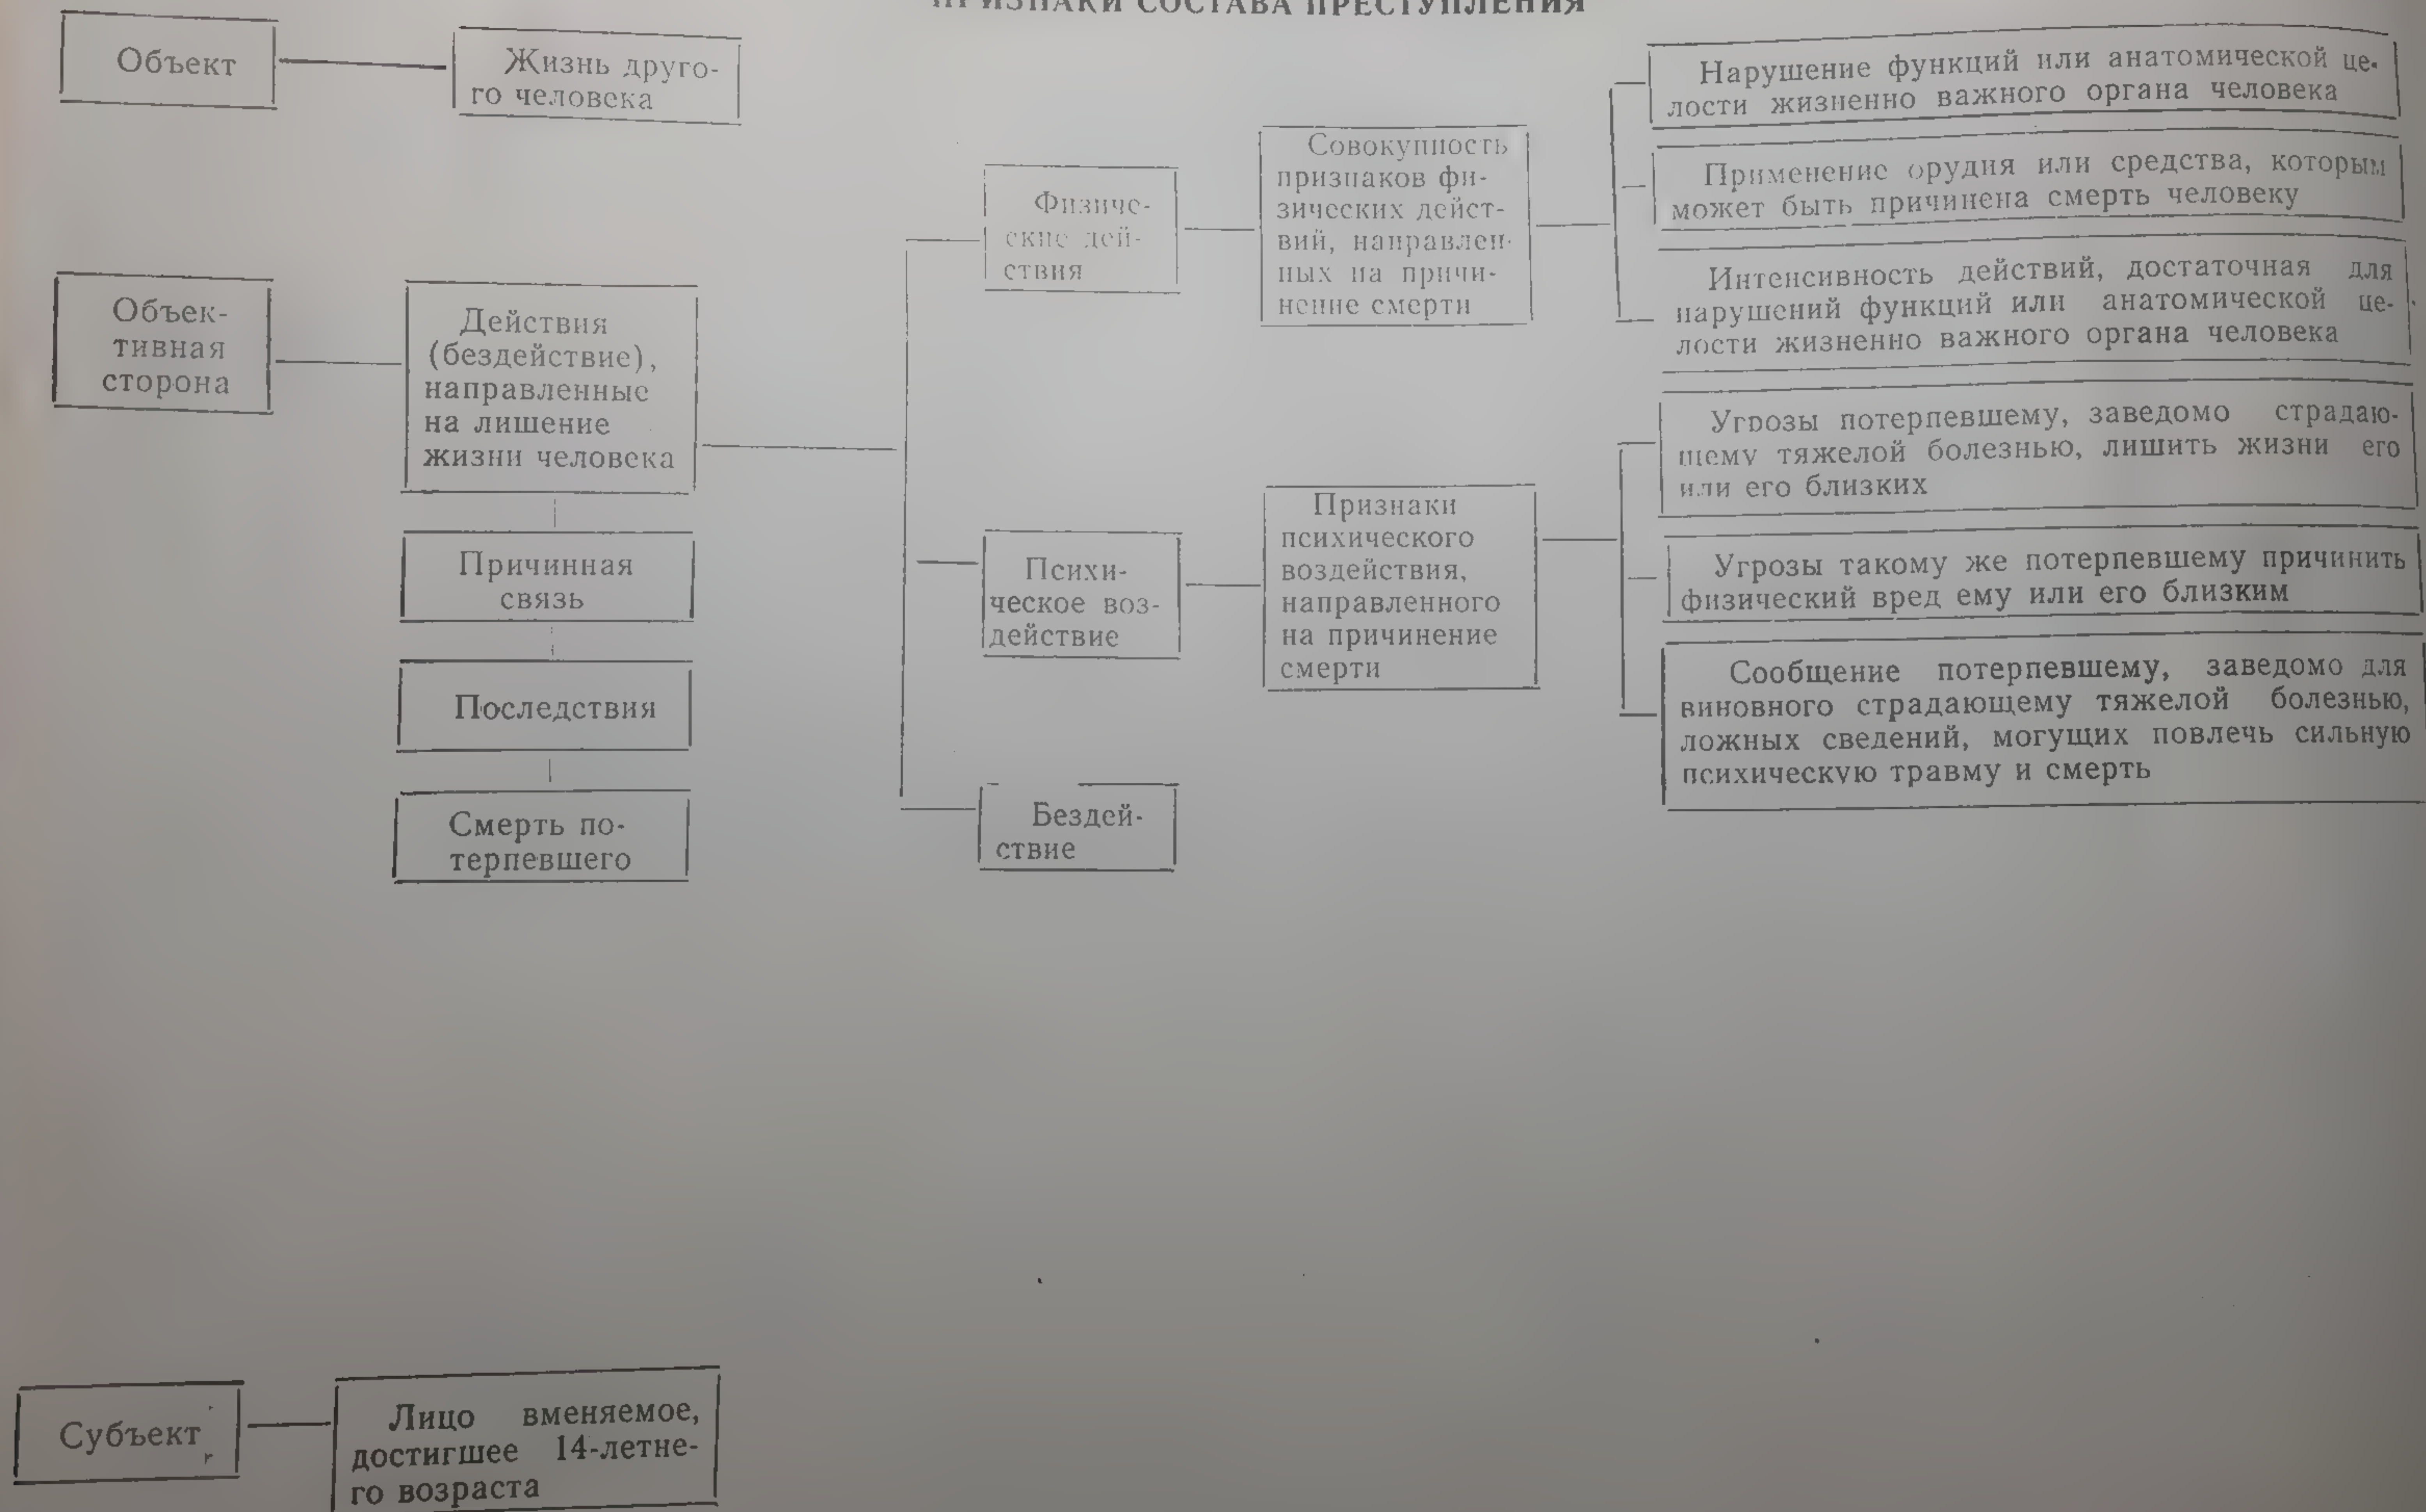 ПРИЗНАКИ СОСТАВА ПРЕСТУПЛЕНИЯ
Объект
Жизнь друго-
го человека
Объек-
тивная
сторона
Действия
(бездействие),
направленные
на лишение
жизни человека
Причинная
связь
Последствия
Смерть по-
терпевшего
Физиче-
ские дей-
ствия
Совокупность
признаков фи-
зических дейст-
вий, направлен-
ных на причи-
нение смерти
Нарушение функций или анатомической це-
лости жизненно важного органа человека
Применение орудия или средства, которым
может быть причинена смерть человеку
Интенсивность действий, достаточная для
нарушений функций или анатомической це-
лости жизненно важного органа человека
Психи-
ческое воз-
действие
Признаки
психического
воздействия,
направленного
на причинение
смерти
Угрозы потерпевшему, заведомо страдаю-
щему тяжелой болезнью, лишить жизни его
или его близких
Угрозы такому же потерпевшему причинить
физический вред ему или его близким
Сообщение потерпевшему, заведомо для
виновного страдающему тяжелой болезнью,
ложных сведений, могущих повлечь сильную
психическую травму и смерть
Бездей-
ствие
Субъект
Лицо вменяемое,
достигшее 14-летне-
го возраста